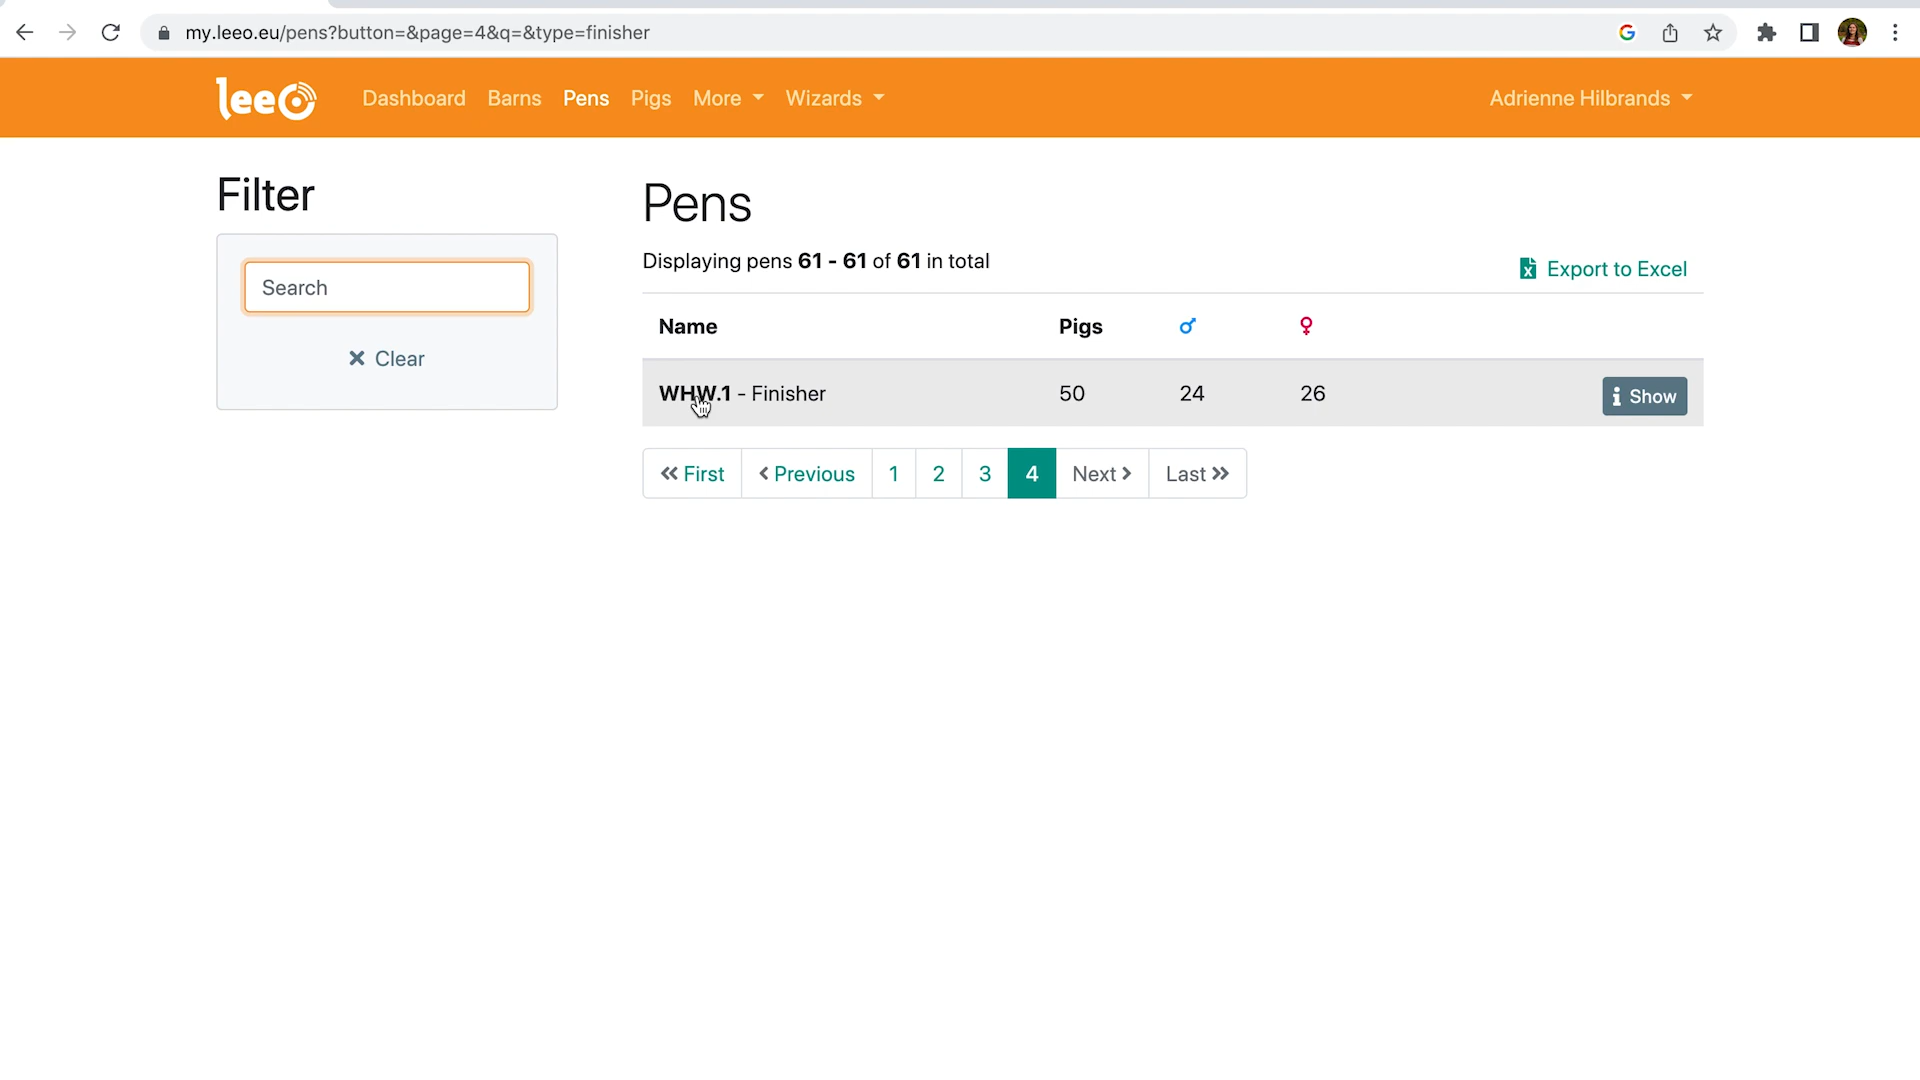 my.leeo.eu/pens?button=&page=4&q=&type=finisher
leeo Dashboard Barns Pens Pigs More Wizards Adrienne Hilbrands
Filter
Search
Clear
Pens
Displaying pens 61 - 61 of 61 in total
Export to Excel
Name Pigs ♂ ♀
WHW.1 - Finisher 50 24 26 Show
« First ‹ Previous 1 2 3 4 Next › Last »